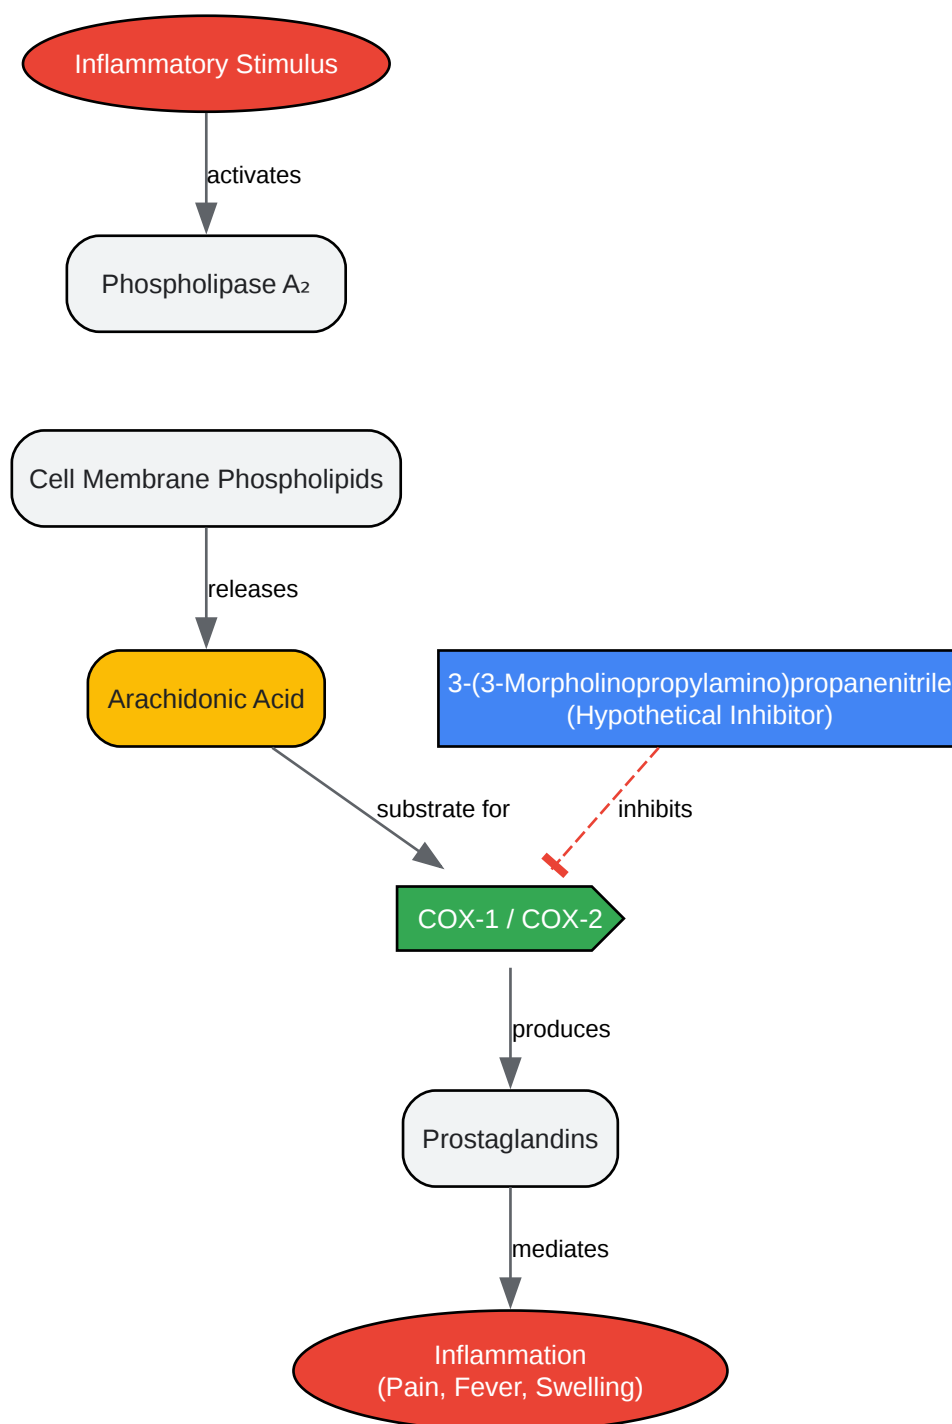 Inflammatory Stimulus
activates
Phospholipase A₂
Cell Membrane Phospholipids
releases
Arachidonic Acid
3-(3-Morpholinopropylamino)propanenitrile
(Hypothetical Inhibitor)
substrate for
inhibits
COX-1 / COX-2
produces
Prostaglandins
mediates
Inflammation
(Pain, Fever, Swelling)